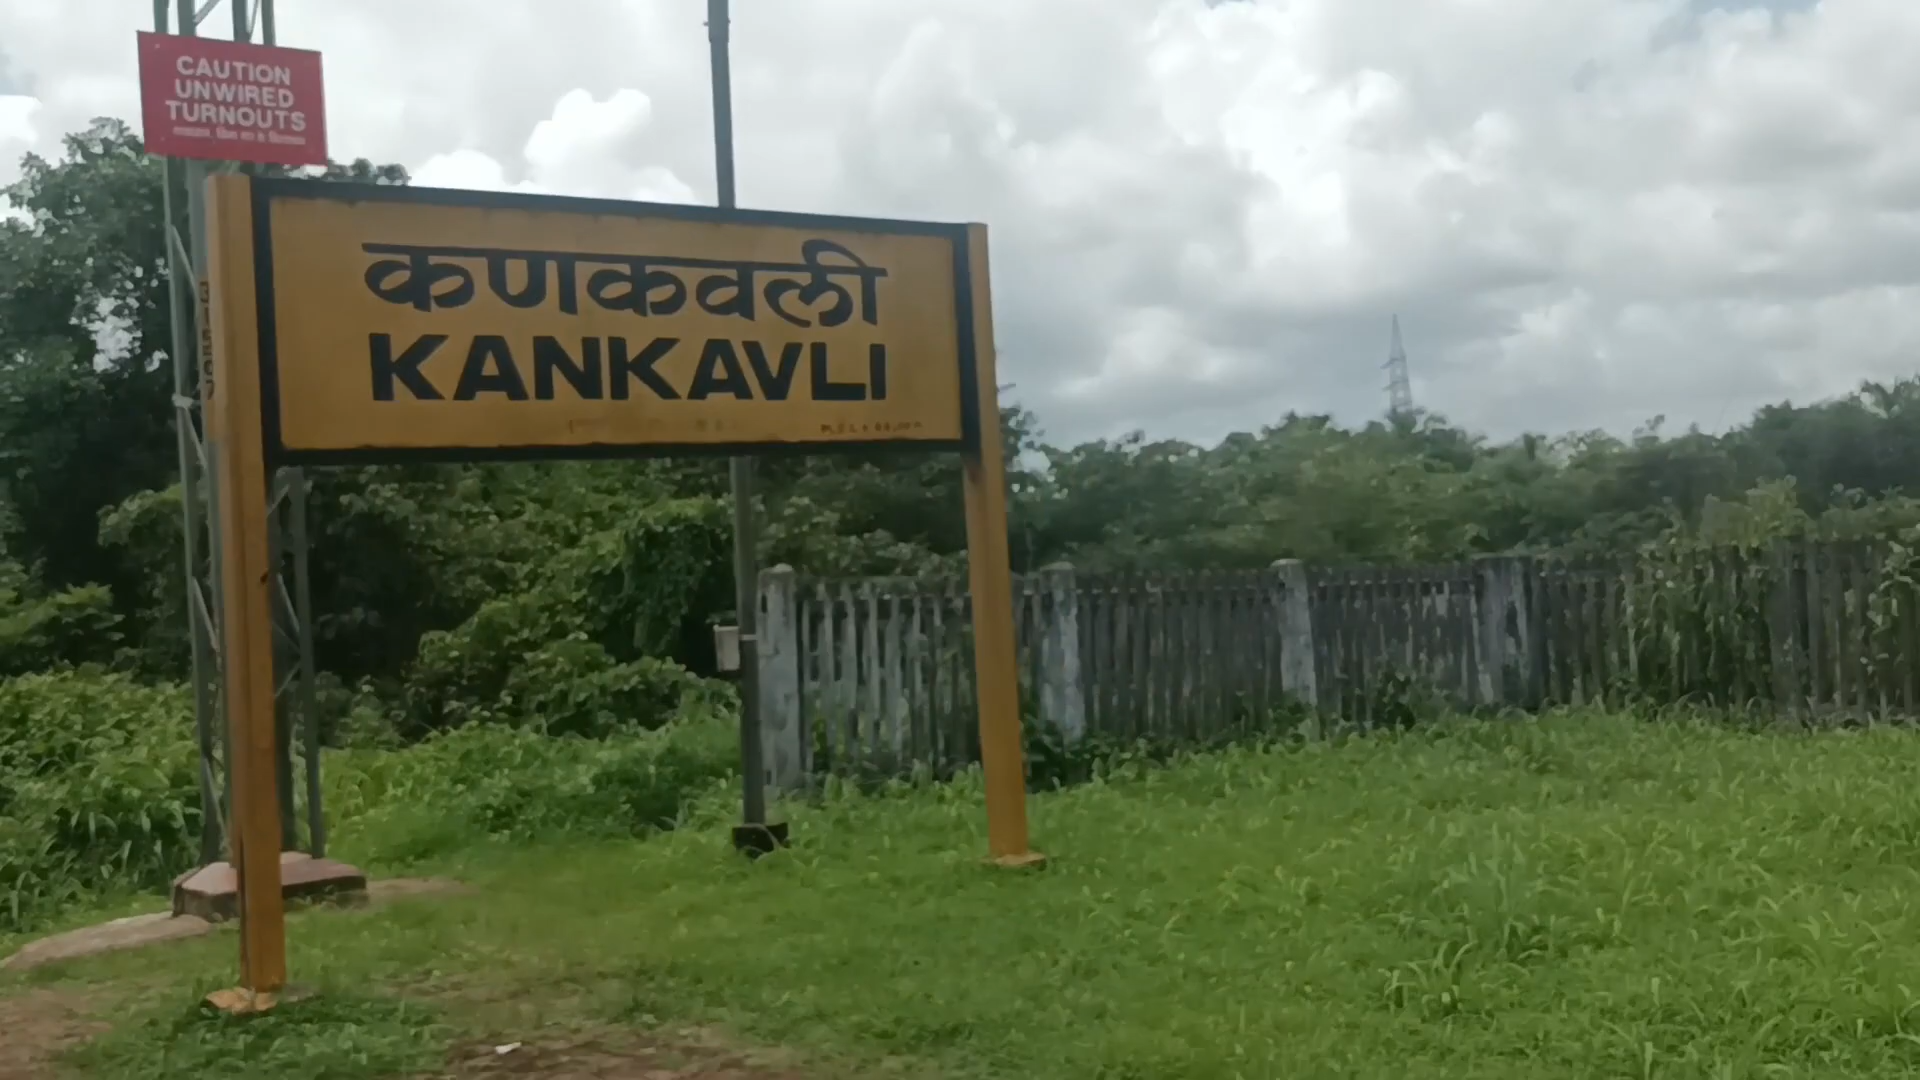 CAUTION
UNWIRED
TURNOUTS
कणकवली
KANKAVLI